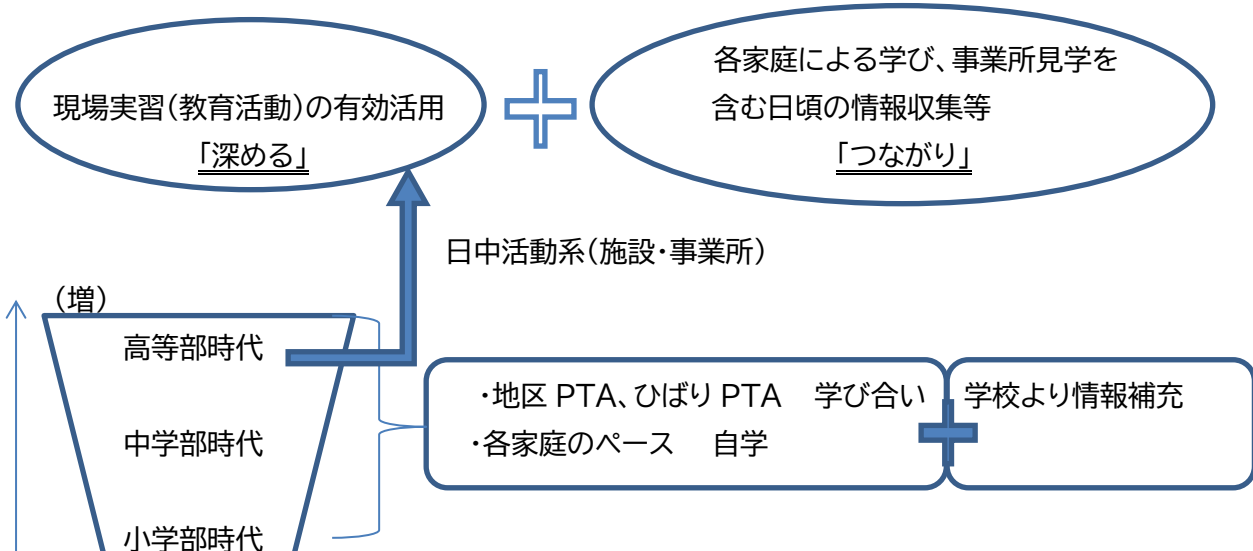 現場実習(教育活動)の有効活用
「深める」
各家庭による学び、事業所見学を
含む日頃の情報収集等
「つながり」
日中活動系(施設・事業所)
(増)
高等部時代
中学部時代
小学部時代
・地区 PTA、ひばり PTA　学び合い
・各家庭のペース　自学
学校より情報補充